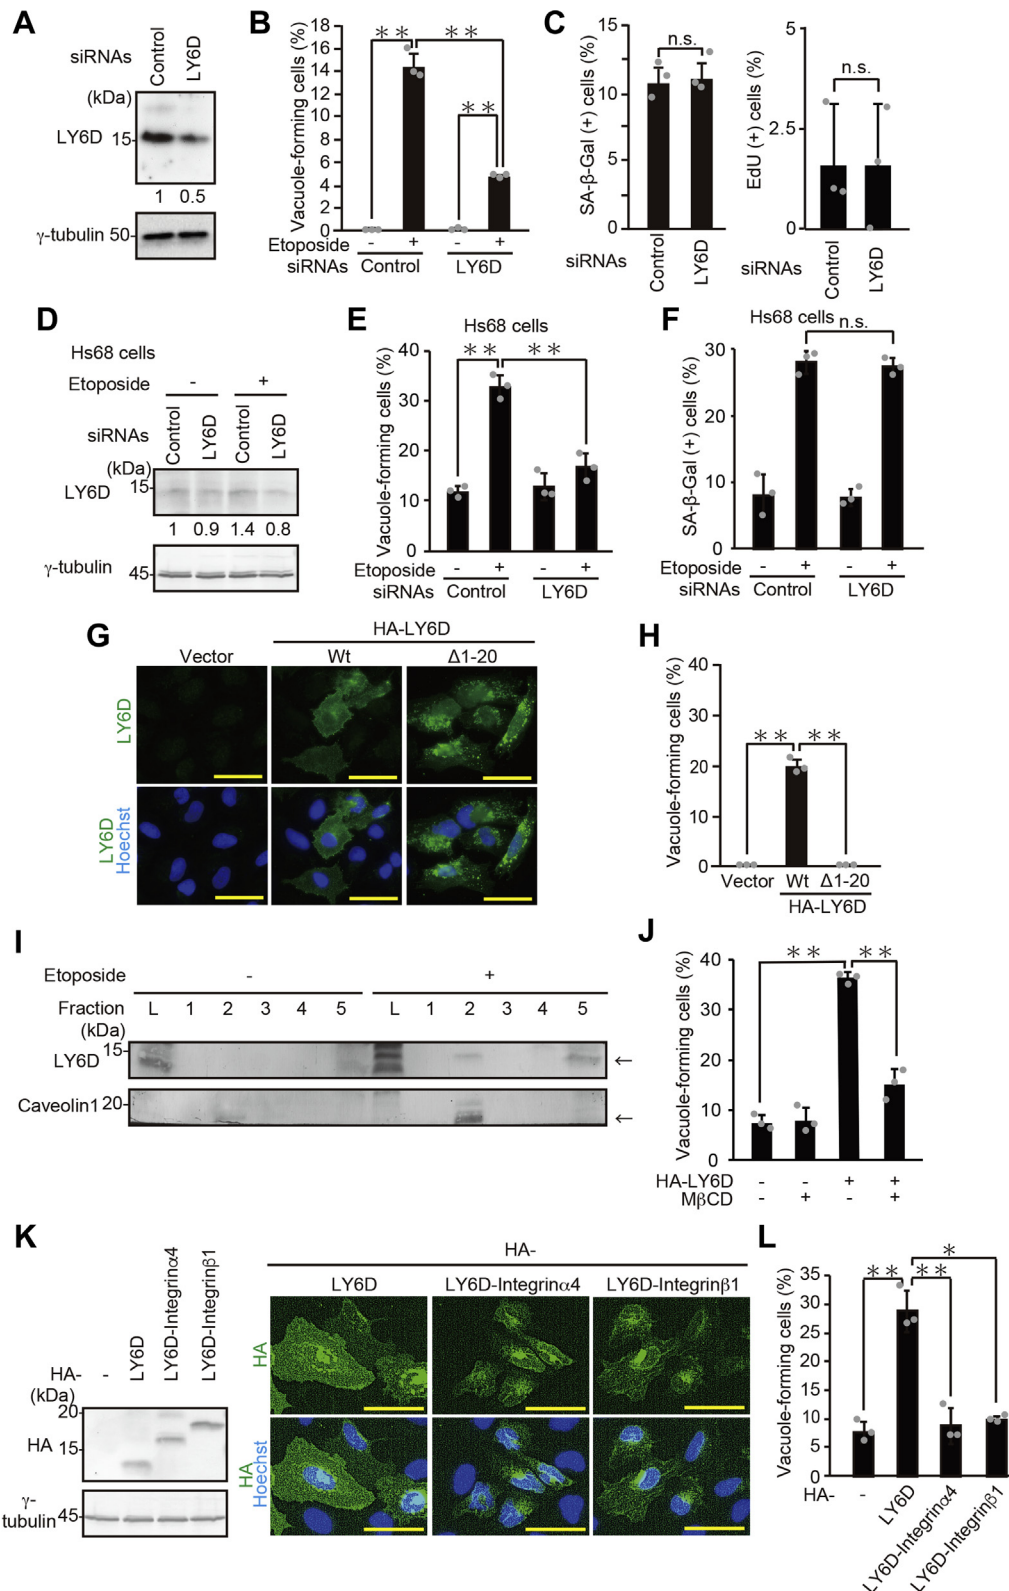 A
siRNAs
Control
LY6D
(kDa)
LY6D 15-
1 0.5
γ-tubulin 50-
B
Vacuole-forming cells (%)
18
16
14
12
10
8
6
4
2
0
** **
**
Etoposide - + - +
siRNAs Control LY6D
C
SA-β-Gal (+) cells (%)
15
10
5
0
n.s.
siRNAs
Control
LY6D
EdU (+) cells (%)
5
2.5
0
n.s.
siRNAs
Control
LY6D
D
Hs68 cells
Etoposide - +
siRNAs
Control
LY6D
Control
LY6D
(kDa)
LY6D 15-
1 0.9 1.4 0.8
γ-tubulin
45-
E
Hs68 cells
Vacuole-forming cells (%)
40
30
20
10
0
** **
Etoposide - + - +
siRNAs Control LY6D
F
Hs68 cells
n.s.
SA-β-Gal (+) cells (%)
30
20
10
0
Etoposide - + - +
siRNAs Control LY6D
G
HA-LY6D
Vector Wt Δ1-20
LY6D
LY6D
Hoechst
H
Vacuole-forming cells (%)
40
30
20
10
0
** **
Vector Wt Δ1-20
HA-LY6D
I
Etoposide - +
Fraction L 1 2 3 4 5 L 1 2 3 4 5
(kDa)
LY6D 15- ←
Caveolin1 20- ←
J
Vacuole-forming cells (%)
40
30
20
10
0
** **
HA-LY6D - - + +
MβCD - + - +
K
HA- -
LY6D
LY6D-Integrinα4
LY6D-Integrinβ1
(kDa)
20
HA
15-
γ-
tubulin 45-
HA-
LY6D LY6D-Integrinα4 LY6D-Integrinβ1
HA
HA
Hoechst
L
Vacuole-forming cells (%)
35
30
25
20
15
10
5
0
*
** **
HA- -
LY6D
LY6D-Integrinα4
LY6D-Integrinβ1